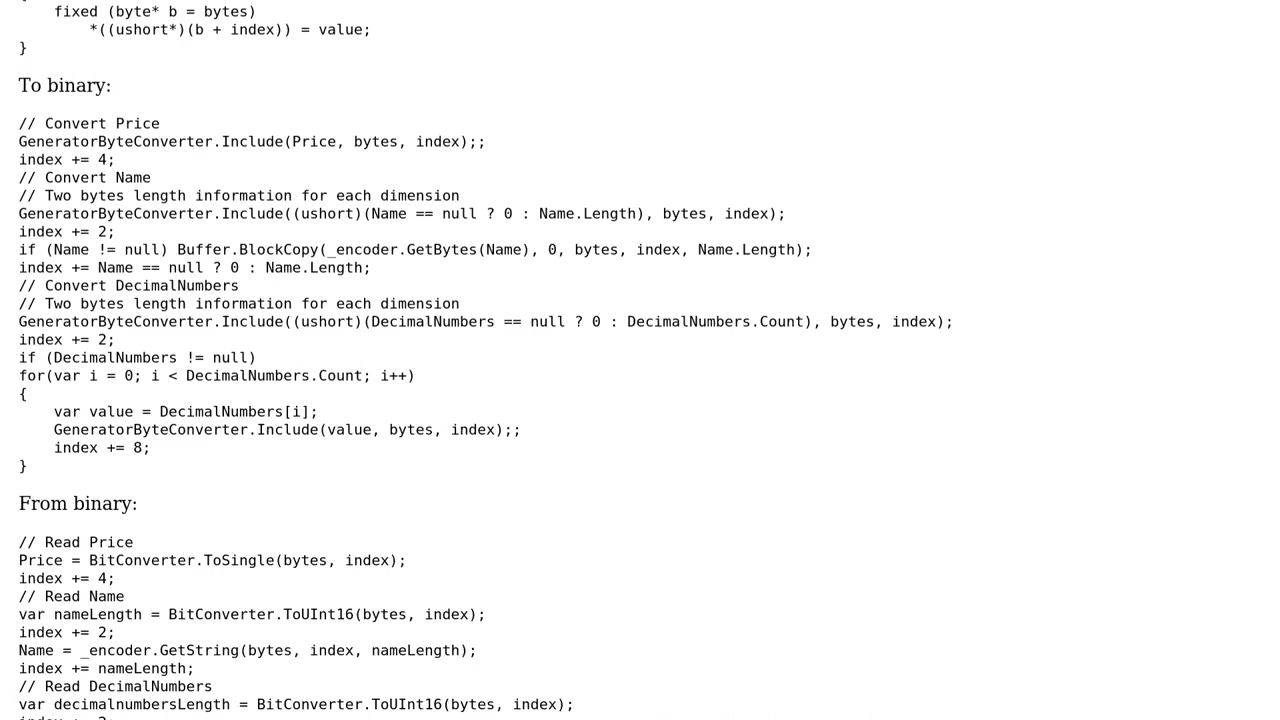 fixed (byte* b = bytes)
*((ushort*)(b + index)) = value;
}
To binary:
// Convert Price
GeneratorByteConverter.Include(Price, bytes, index);;
index += 4;
// Convert Name
// Two bytes length information for each dimension
GeneratorByteConverter.Include((ushort)(Name == null ? 0 : Name.Length), bytes, index);
index += 2;
if (Name != null) Buffer.BlockCopy(_encoder.GetBytes(Name), 0, bytes, index, Name.Length);
index += Name == null ? 0 : Name.Length;
// Convert DecimalNumbers
// Two bytes length information for each dimension
GeneratorByteConverter.Include((ushort)(DecimalNumbers == null ? 0 : DecimalNumbers.Count), bytes, index);
index += 2;
if (DecimalNumbers != null)
for(var i = 0; i < DecimalNumbers.Count; i++)
{
    var value = DecimalNumbers[i];
    GeneratorByteConverter.Include(value, bytes, index);;
    index += 8;
}
From binary:
// Read Price
Price = BitConverter.ToSingle(bytes, index);
index += 4;
// Read Name
var nameLength = BitConverter.ToUInt16(bytes, index);
index += 2;
Name = _encoder.GetString(bytes, index, nameLength);
index += nameLength;
// Read DecimalNumbers
var decimalnumbersLength = BitConverter.ToUInt16(bytes, index);